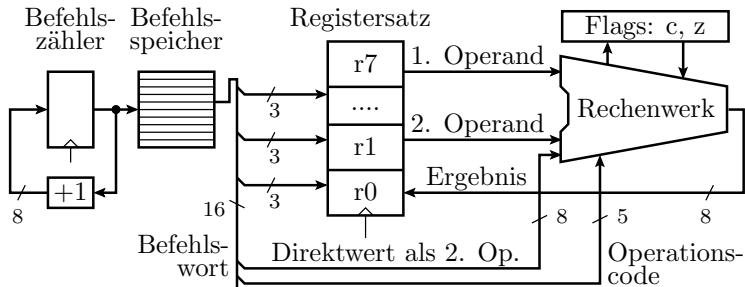 Befehls-
zähler
Befehls-
speicher
Registersatz
Flags: c, z
r7
1. Operand
....
3
Rechenwerk
2. Operand
r1
3
+1
r0
Ergebnis
8
16
3
8
5
8
Befehls-
wort
Direktwert als 2. Op.
Operations-
code